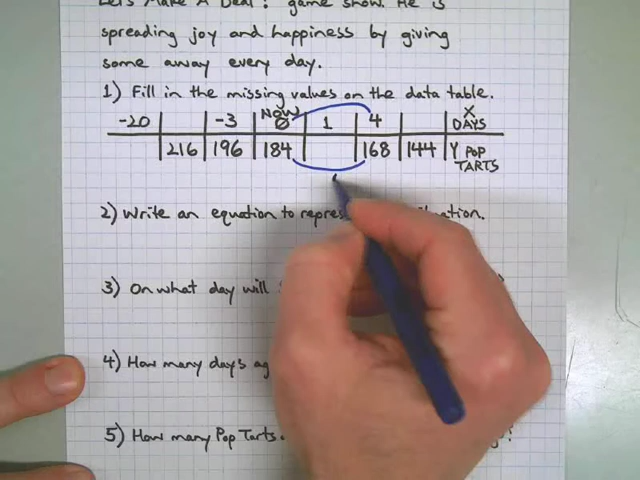 Let's Make A Deal! game show. He is
spreading joy and happiness by giving
some away every day.
1) Fill in the missing values on the data table.
-20 -3 NOW 0 1 4 X DAYS
216 196 184 168 144 Y POP TARTS
2) Write an equation to
3) On what day will
4) How many days
5) How many Pop Tarts